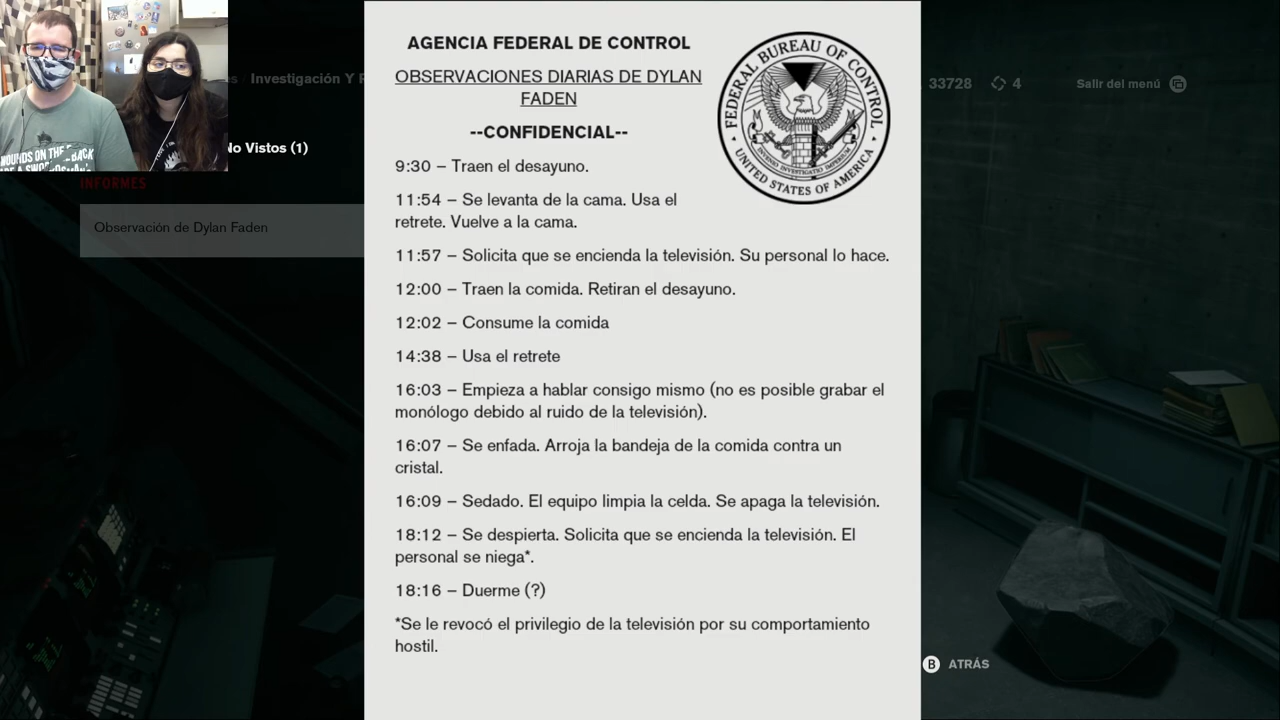 AGENCIA FEDERAL DE CONTROL
OBSERVACIONES DIARIAS DE DYLAN
FADEN
--CONFIDENCIAL--
FEDERAL BUREAU OF CONTROL
UNITED STATES OF AMERICA
9:30 – Traen el desayuno.
11:54 – Se levanta de la cama. Usa el
retrete. Vuelve a la cama.
11:57 – Solicita que se encienda la televisión. Su personal lo hace.
12:00 – Traen la comida. Retiran el desayuno.
12:02 – Consume la comida
14:38 – Usa el retrete
16:03 – Empieza a hablar consigo mismo (no es posible grabar el
monólogo debido al ruido de la televisión).
16:07 – Se enfada. Arroja la bandeja de la comida contra un
cristal.
16:09 – Sedado. El equipo limpia la celda. Se apaga la televisión.
18:12 – Se despierta. Solicita que se encienda la televisión. El
personal se niega*.
18:16 – Duerme (?)
*Se le revocó el privilegio de la televisión por su comportamiento
hostil.
Investigación Y
No Vistos (1)
INFORMES
Observación de Dylan Faden
33728
4
Salir del menú
B ATRÁS